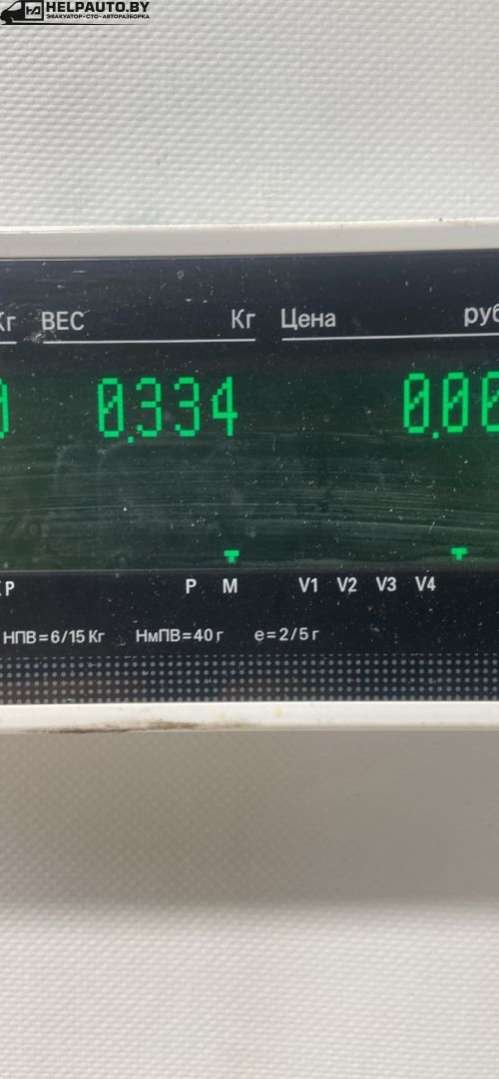 HELPAUTO.BY
ЭВАКУАТОР•СТО•АВТОРАЗБОРКА
Кг ВЕС Кг Цена руб
0.334 0.00
Р М V1 V2 V3 V4
НПВ=6/15 Кг НмПВ=40 г е=2/5 г